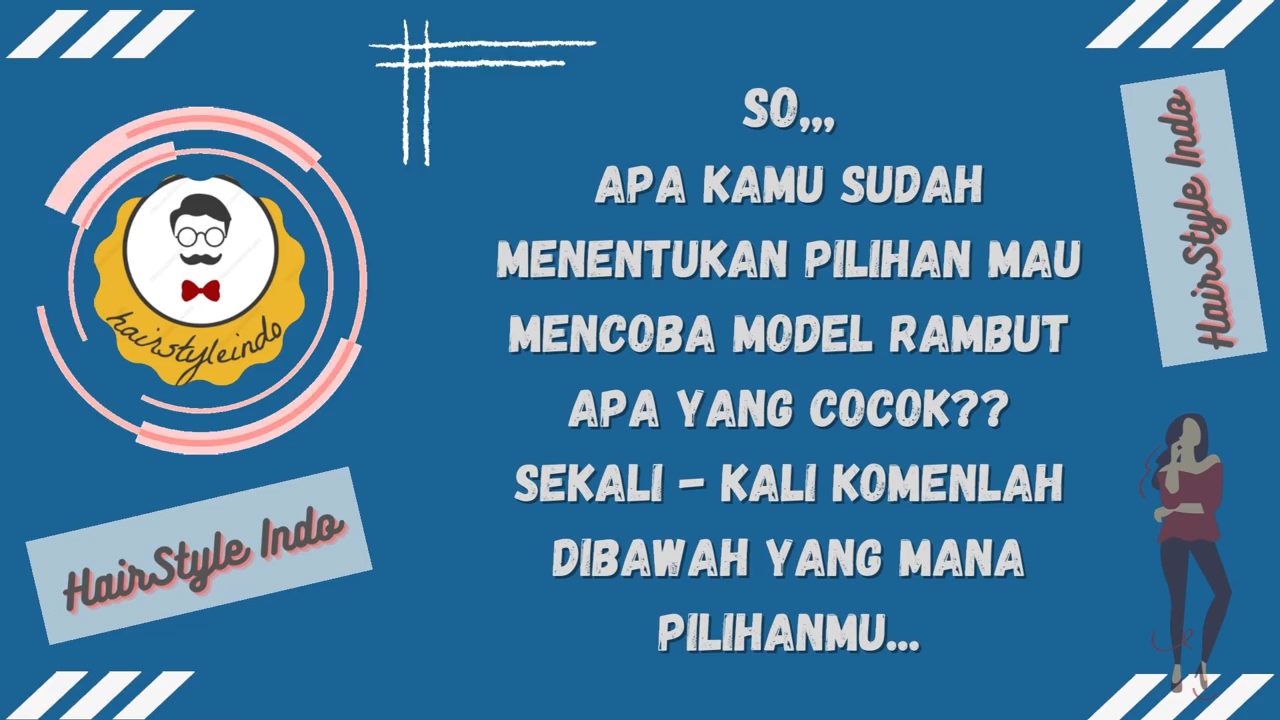 SO,,,
APA KAMU SUDAH
MENENTUKAN PILIHAN MAU
MENCOBA MODEL RAMBUT
APA YANG COCOK??
SEKALI - KALI KOMENLAH
DIBAWAH YANG MANA
PILIHANMU...
hairstyleindo
HairStyle Indo
HairStyle Indo